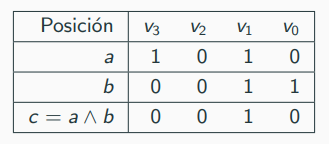 Posición v₃ v₂ v₁ v₀
a 1 0 1 0
b 0 0 1 1
c = a ∧ b 0 0 1 0